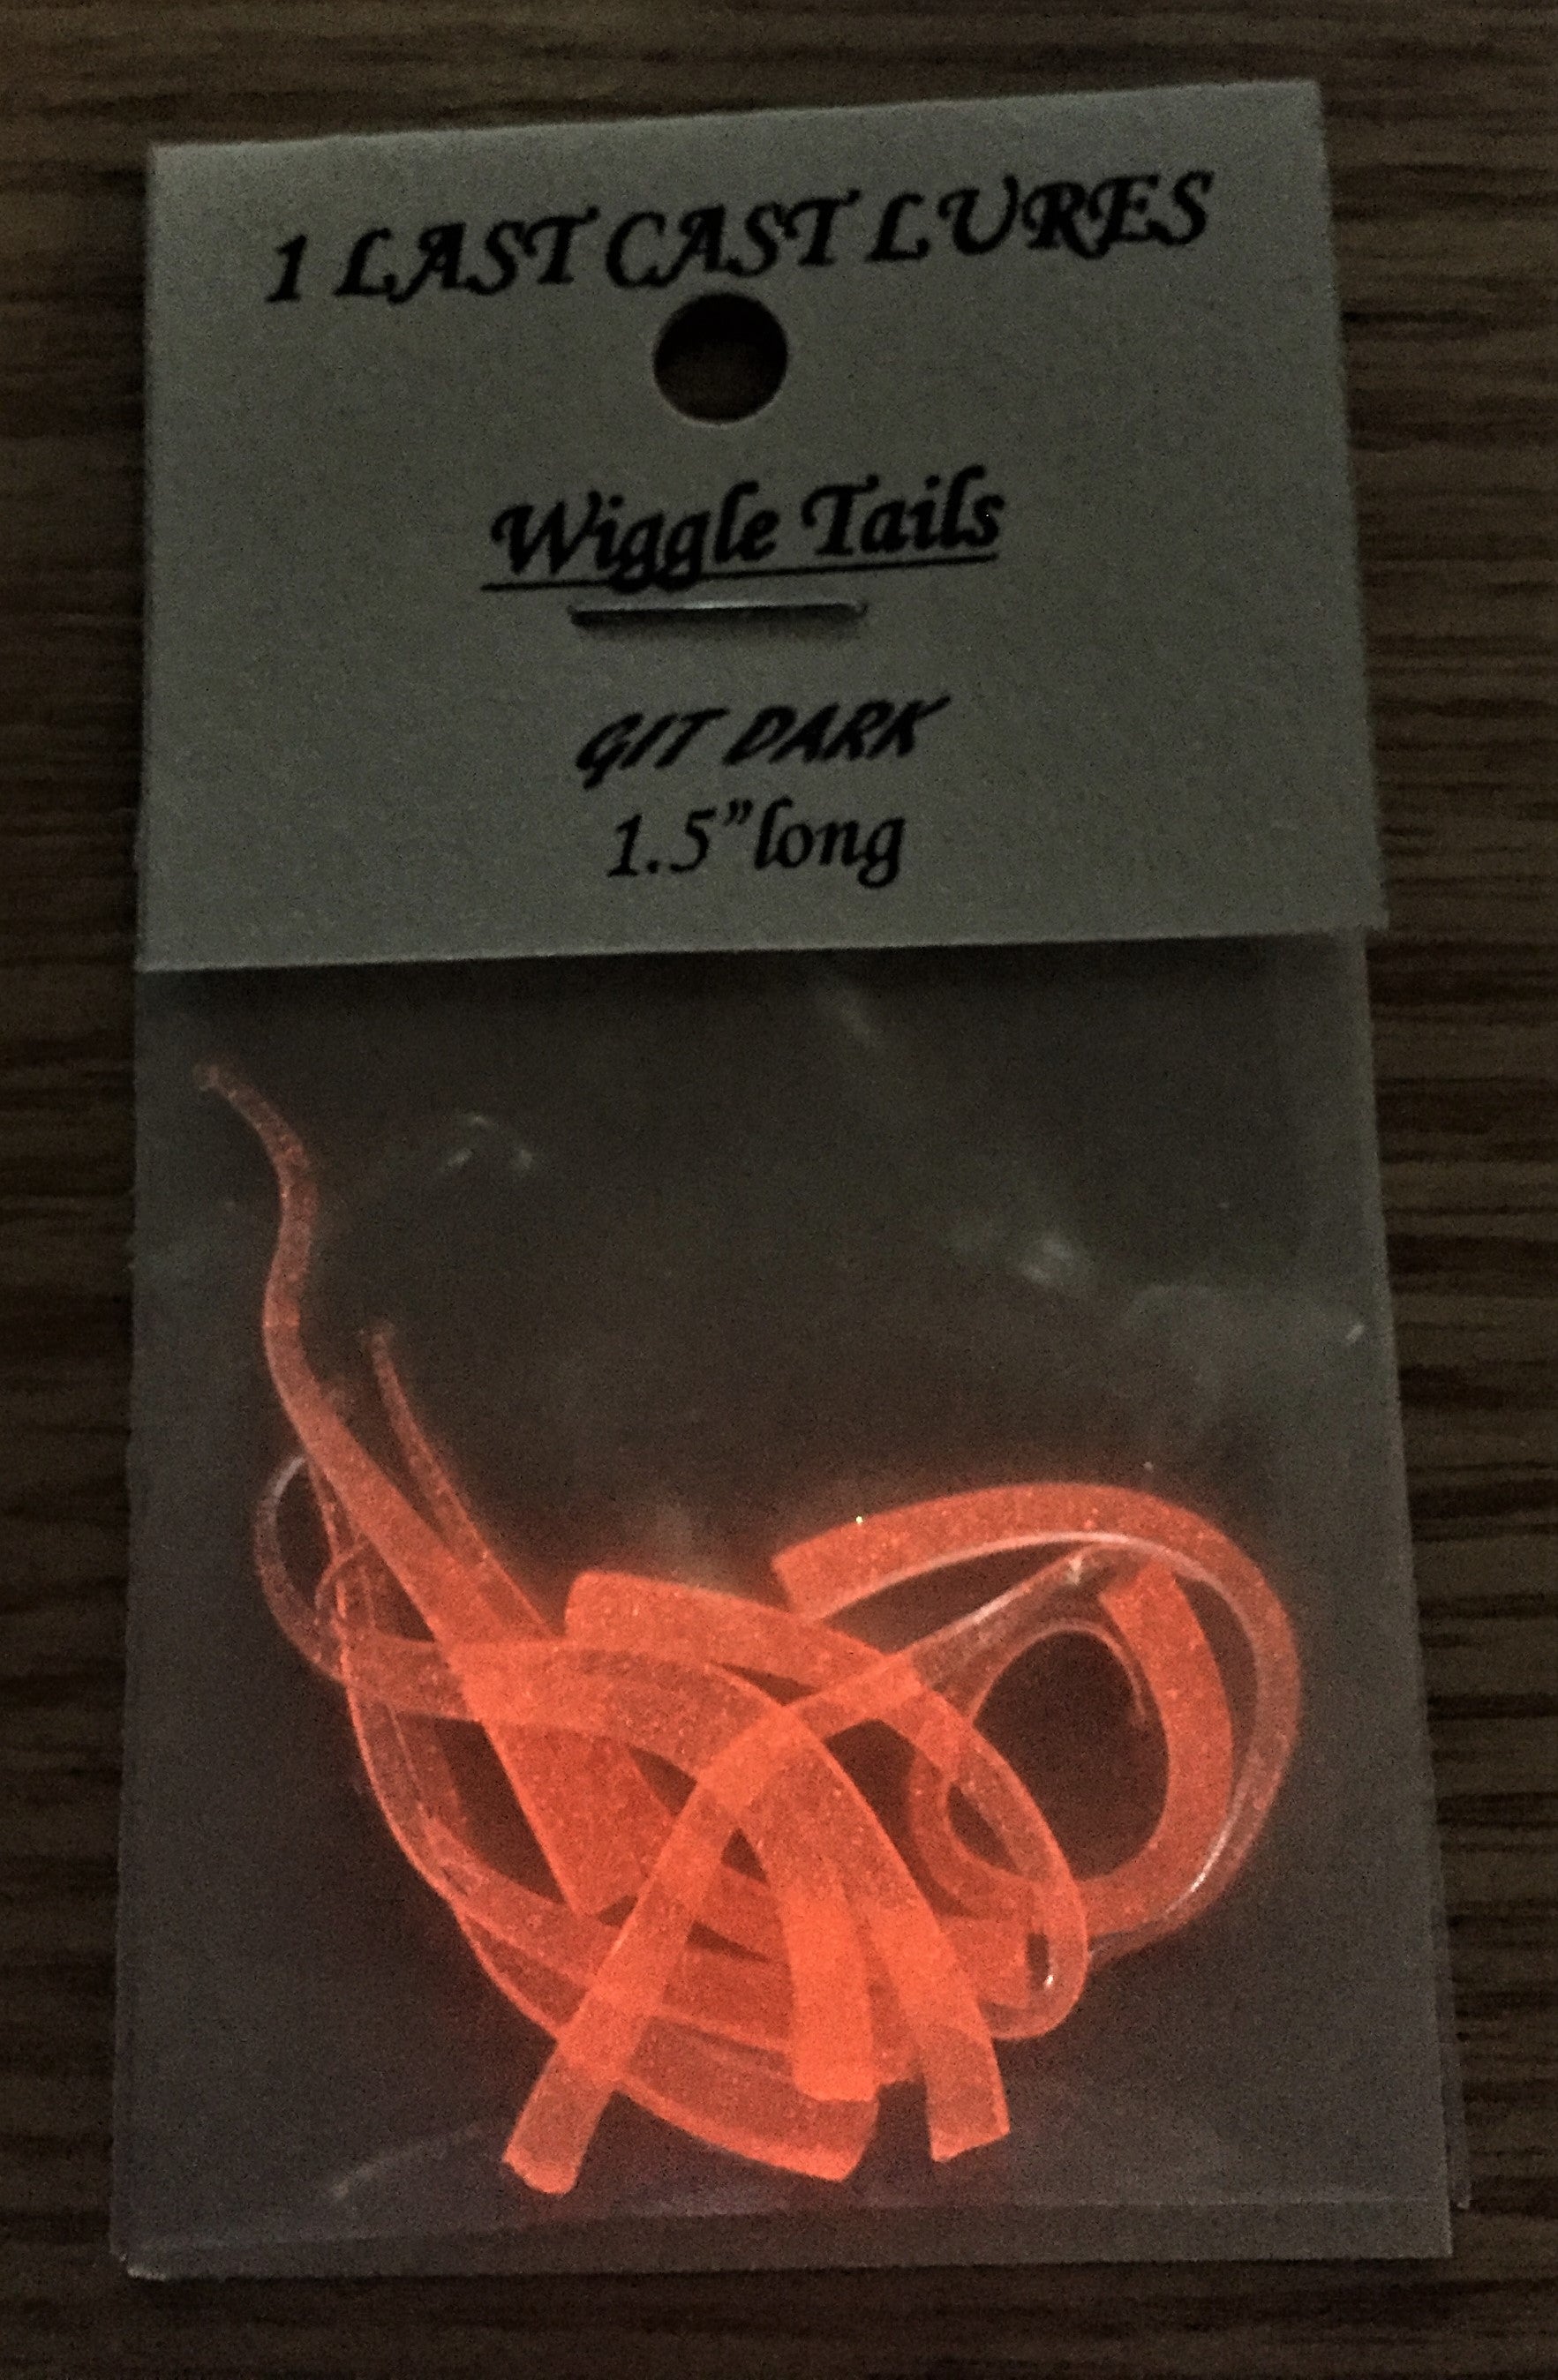 1 LAST CAST LURES
Wiggle Tails
GIT DARK
1.5”long